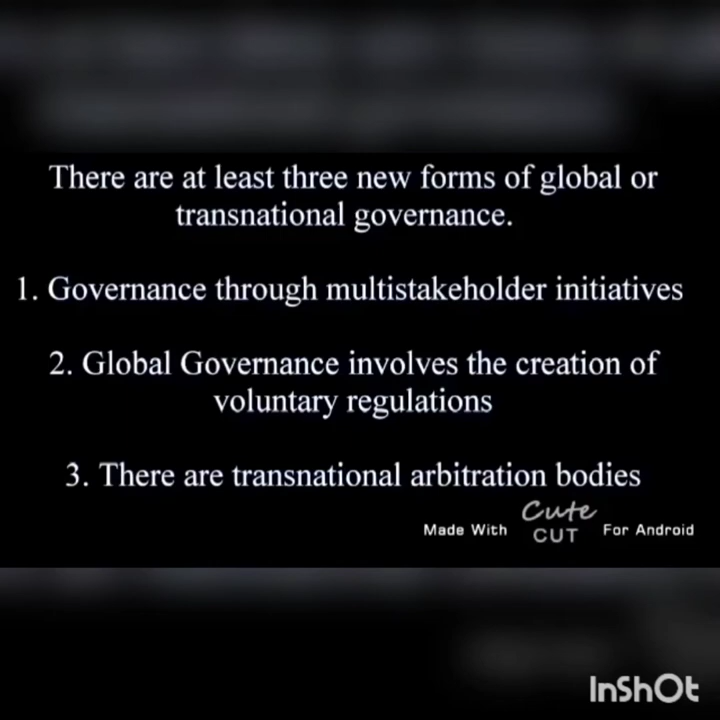 There are at least three new forms of global or
transnational governance.
1. Governance through multistakeholder initiatives
2. Global Governance involves the creation of
voluntary regulations
3. There are transnational arbitration bodies
Made With Cute CUT For Android
InShOt